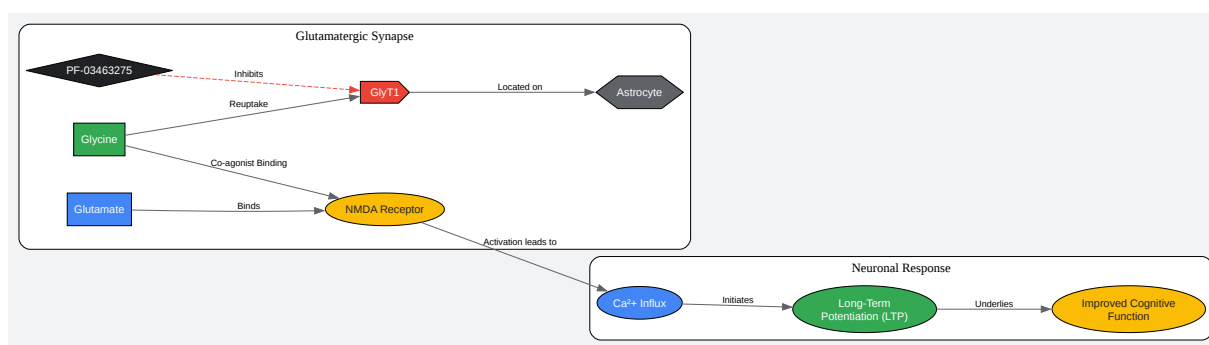 Glutamatergic Synapse
PF-03463275
Inhibits
GlyT1
Located on
Astrocyte
Reuptake
Glycine
Co-agonist Binding
Glutamate
Binds
NMDA Receptor
Activation leads to
Neuronal Response
Ca²+ Influx
Initiates
Long-Term
Potentiation (LTP)
Underlies
Improved Cognitive
Function